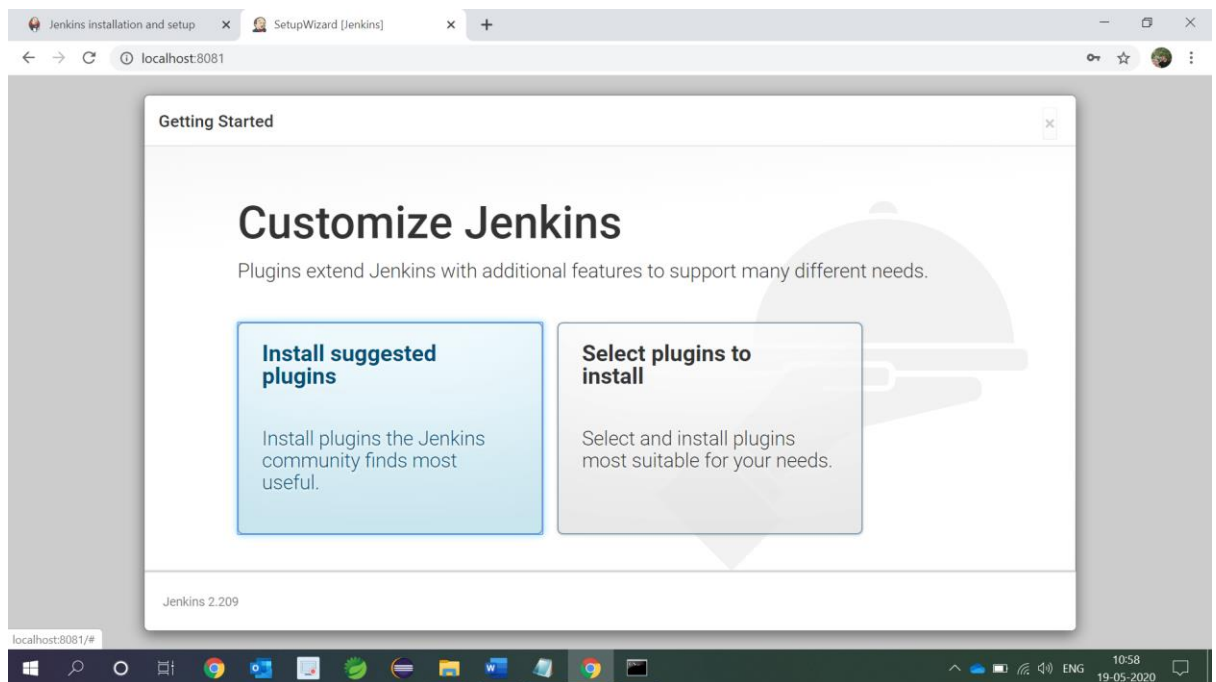 Jenkins installation and setup
SetupWizard [Jenkins]
localhost:8081
Getting Started
Customize Jenkins
Plugins extend Jenkins with additional features to support many different needs.
Install suggested
plugins
Install plugins the Jenkins
community finds most
useful.
Select plugins to
install
Select and install plugins
most suitable for your needs.
Jenkins 2.209
localhost:8081/#
ENG
10:58
19-05-2020